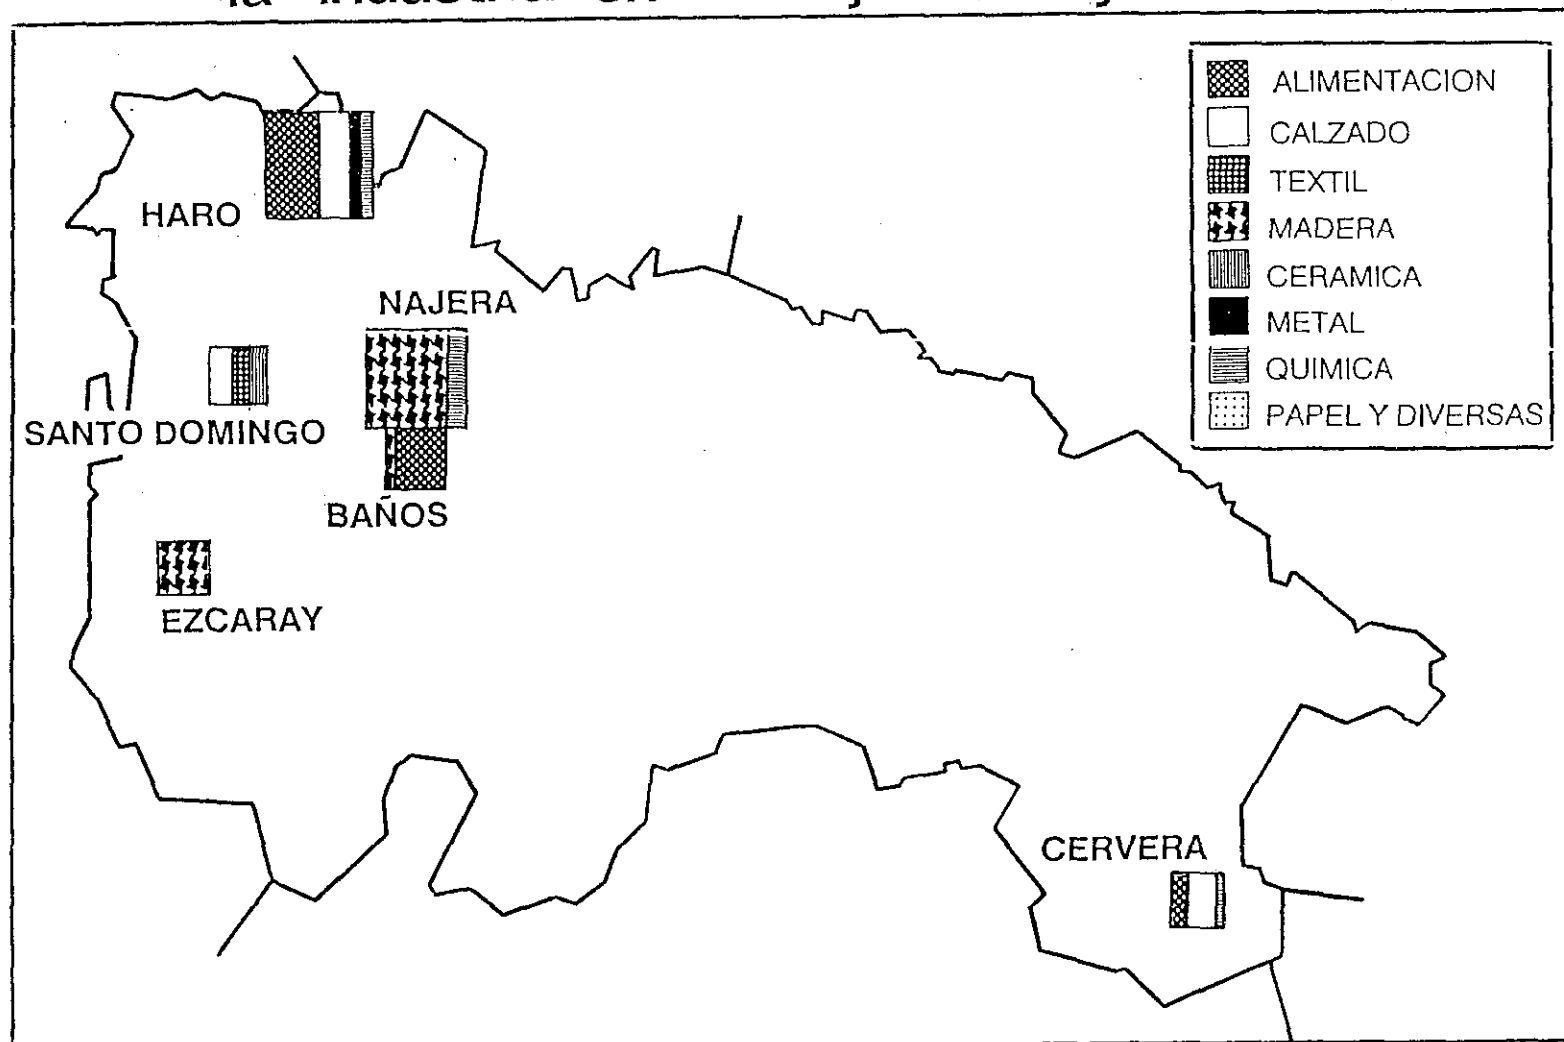 ALIMENTACION
CALZADO
TEXTIL
MADERA
CERAMICA
METAL
QUIMICA
PAPEL Y DIVERSAS
HARO
NAJERA
SANTO DOMINGO
BAÑOS
EZCARAY
CERVERA